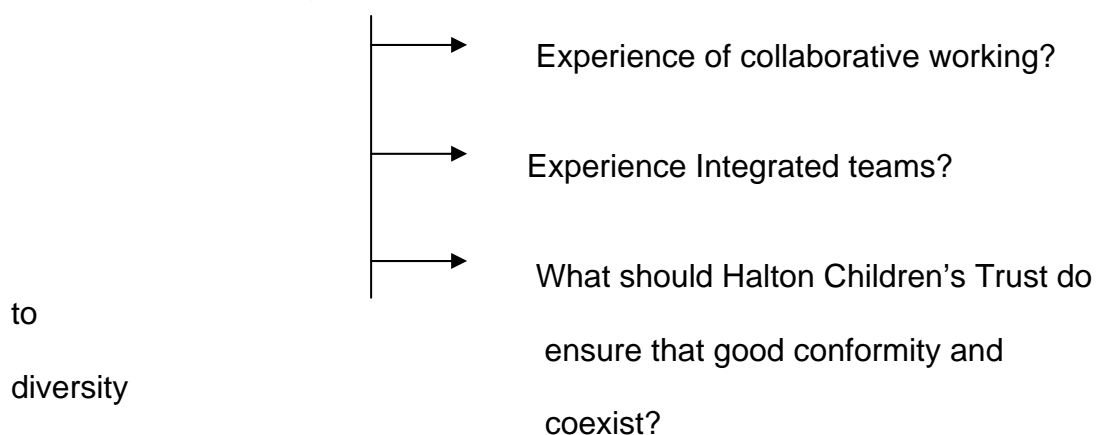 Experience of collaborative working?
Experience Integrated teams?
What should Halton Children’s Trust do
to
ensure that good conformity and
diversity
coexist?